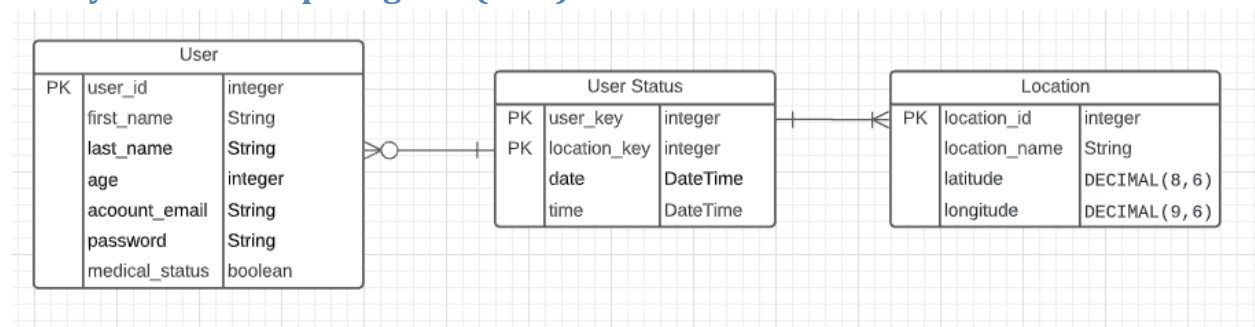 User
PK user_id integer
first_name String
last_name String
age integer
acoount_email String
password String
medical_status boolean
User Status
PK user_key integer
PK location_key integer
date DateTime
time DateTime
Location
PK location_id integer
location_name String
latitude DECIMAL(8,6)
longitude DECIMAL(9,6)